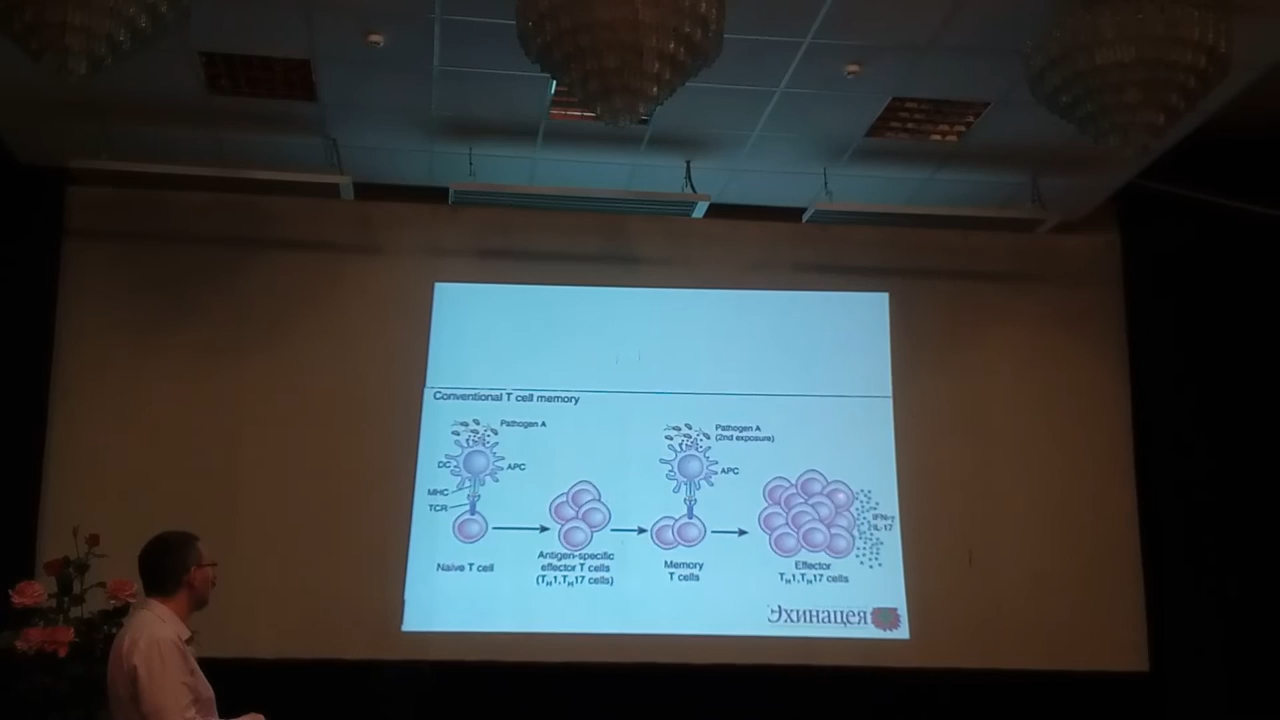 Conventional T cell memory
Pathogen A
DC
APC
MHC
TCR
Naive T cell
Antigen-specific
effector T cells
(TH1,TH17 cells)
Pathogen A
(2nd exposure)
APC
Memory
T cells
IFN-γ
IL-17
Effector
TH1,TH17 cells
Эхинацея